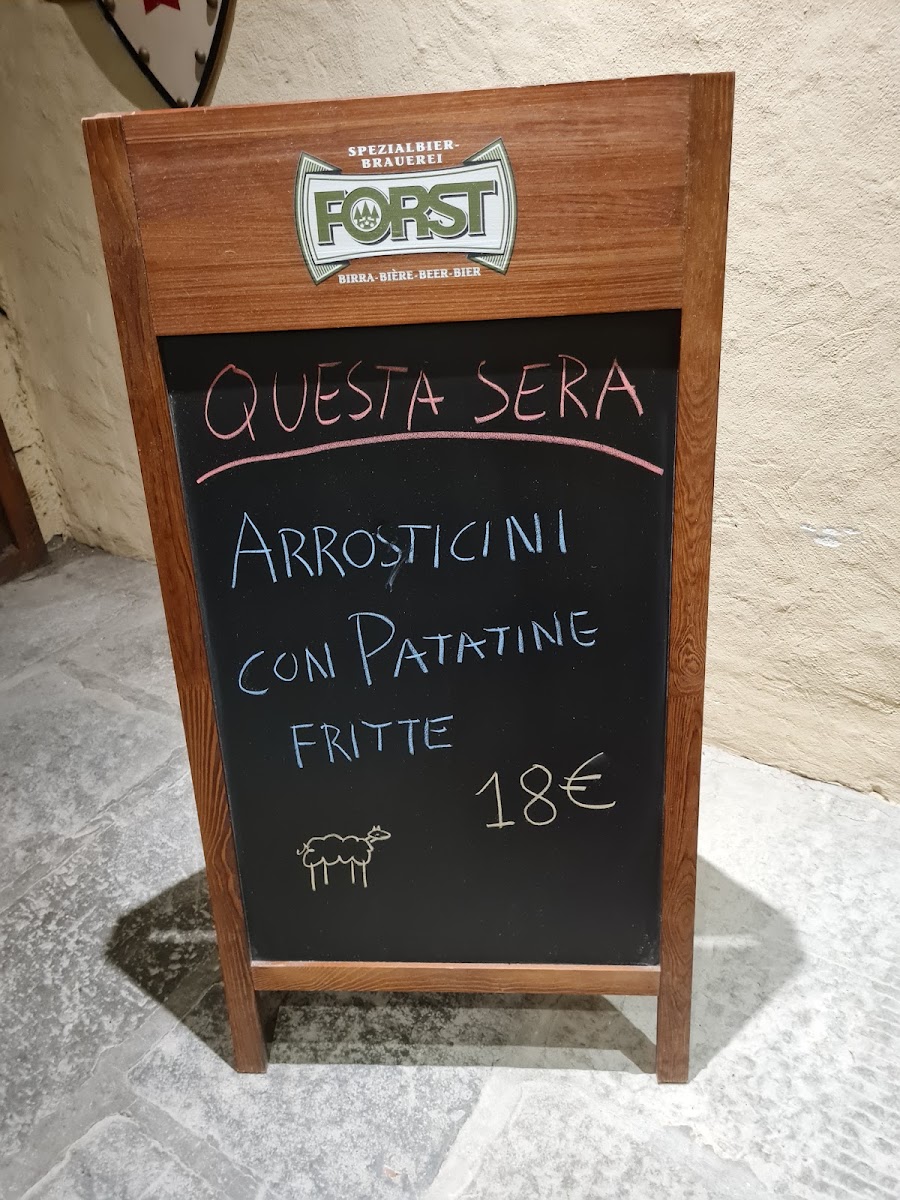 SPEZIALBIER-
BRAUEREI
FORST
BIRRA-BIÈRE-BEER-BIER
QUESTA SERA
ARROSTICINI
CON PATATINE
FRITTE
18€